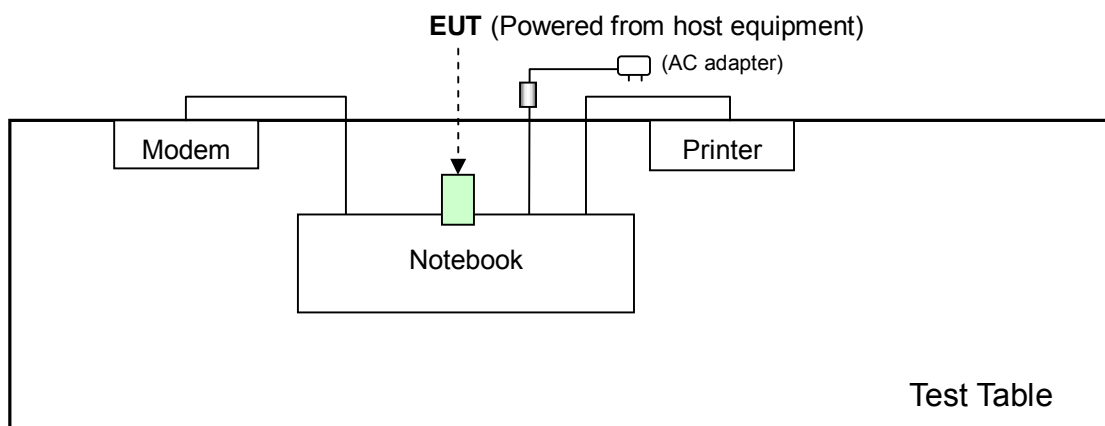 EUT (Powered from host equipment)
(AC adapter)
Modem
Printer
Notebook
Test Table